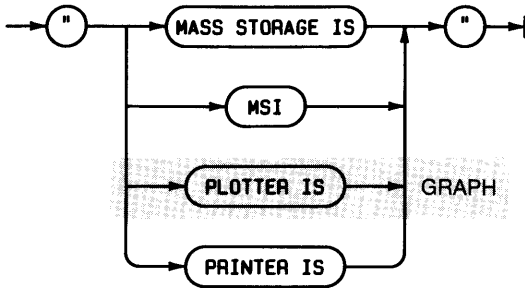 " MASS STORAGE IS "
MSI
PLOTTER IS GRAPH
PRINTER IS